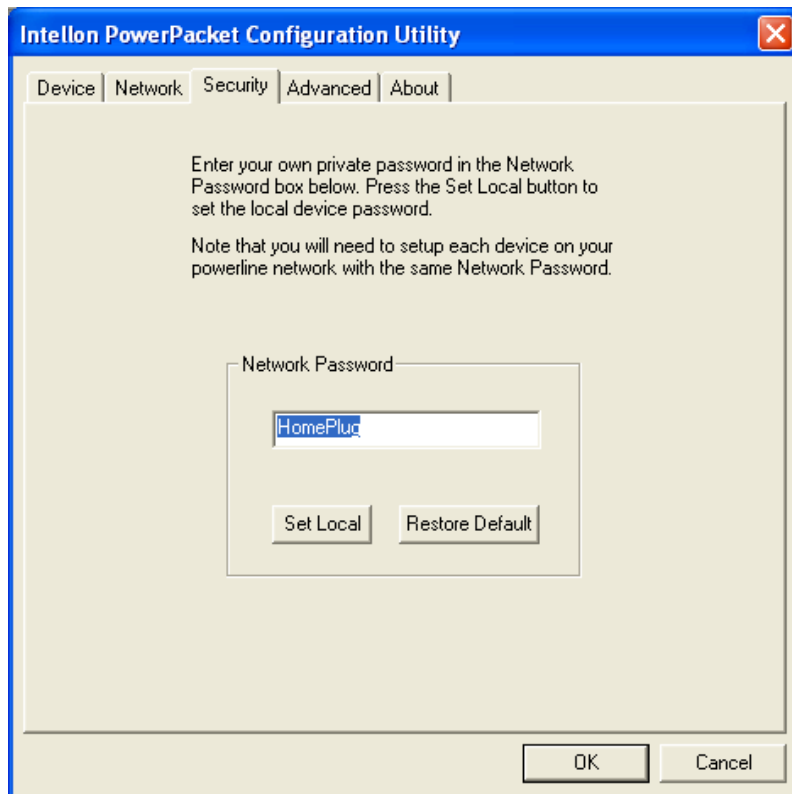 Intellon PowerPacket Configuration Utility
Device Network Security Advanced About
Enter your own private password in the Network
Password box below. Press the Set Local button to
set the local device password.
Note that you will need to setup each device on your
powerline network with the same Network Password.
Network Password
HomePlug
Set Local Restore Default
OK Cancel